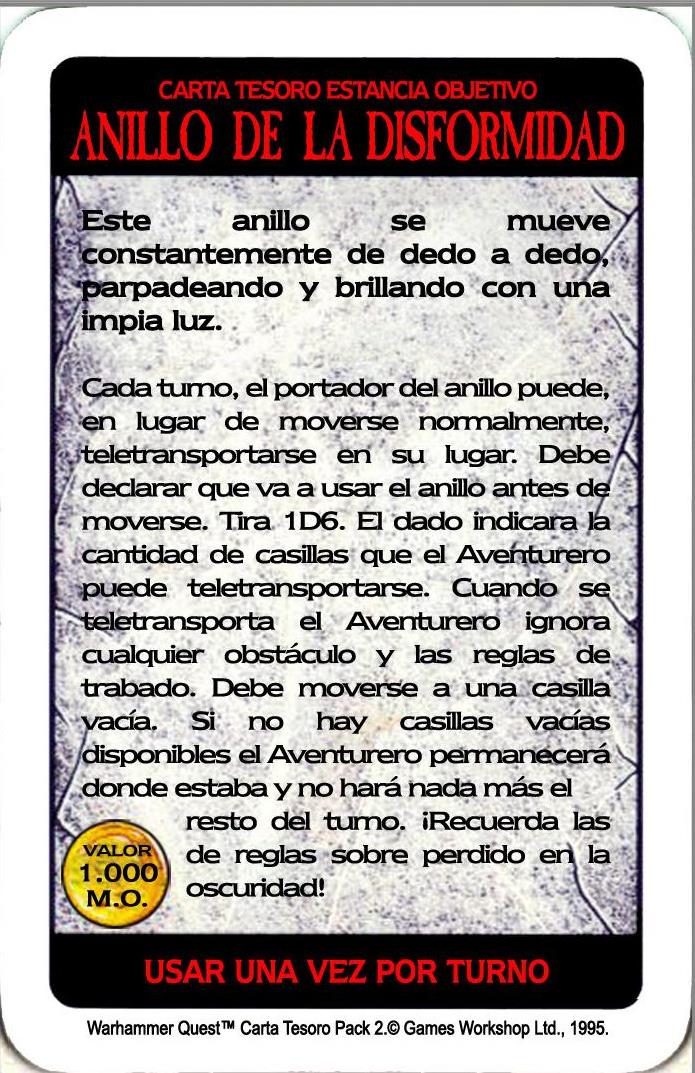 CARTA TESORO ESTANCIA OBJETIVO
ANILLO DE LA DISFORMIDAD
Este anillo se mueve
constantemente de dedo a dedo,
parpadeando y brillando con una
impia luz.
Cada turno, el portador del anillo puede,
en lugar de moverse normalmente,
teletransportarse en su lugar. Debe
declarar que va a usar el anillo antes de
moverse. Tira 1D6. El dado indicara la
cantidad de casillas que el Aventurero
puede teletransportarse. Cuando se
teletransporta el Aventurero ignora
cualquier obstáculo y las reglas de
trabado. Debe moverse a una casilla
vacía. Si no hay casillas vacías
disponibles el Aventurero permanecerá
donde estaba y no hará nada más el
resto del turno. ¡Recuerda las
de reglas sobre perdido en la
oscuridad!
VALOR
1.000
M.O.
USAR UNA VEZ POR TURNO
Warhammer Quest™ Carta Tesoro Pack 2.© Games Workshop Ltd., 1995.